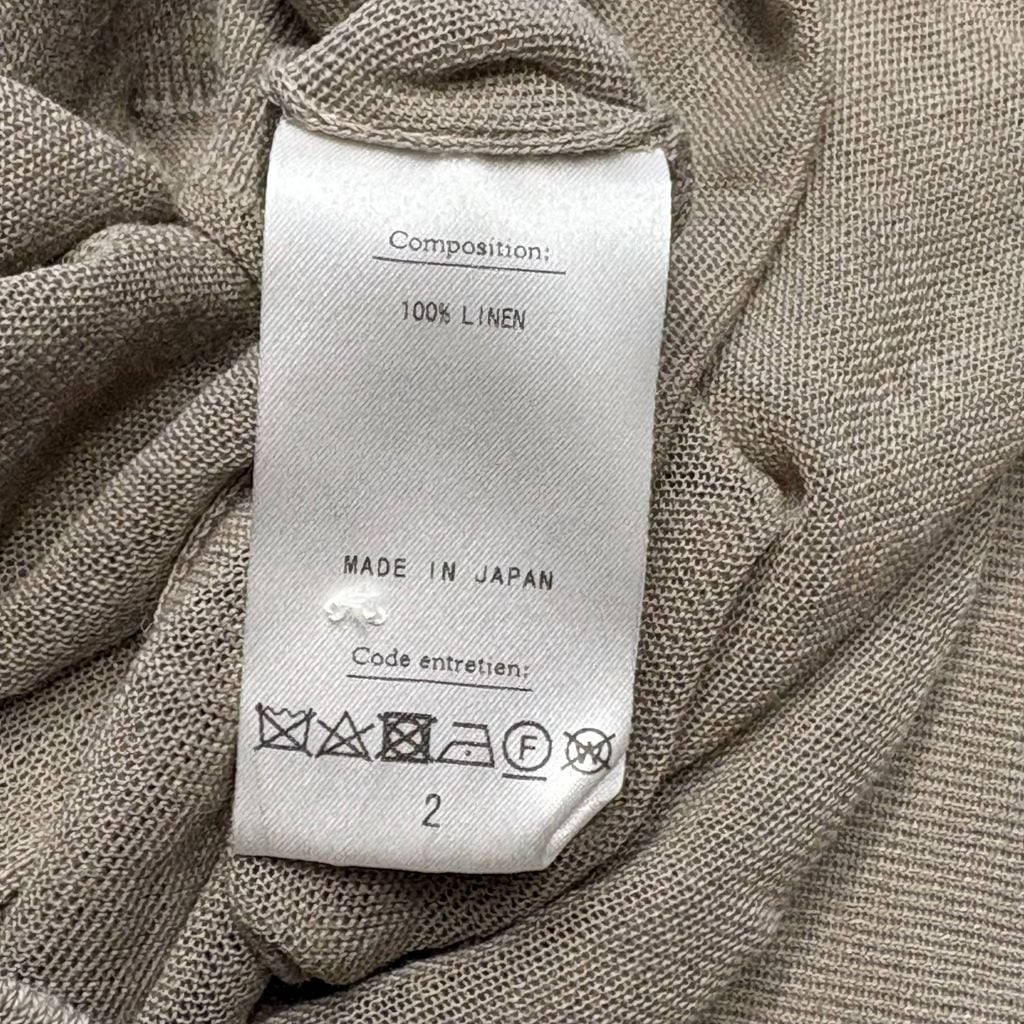 Composition:
100% LINEN
MADE IN JAPAN
Code entretien:
F W
2